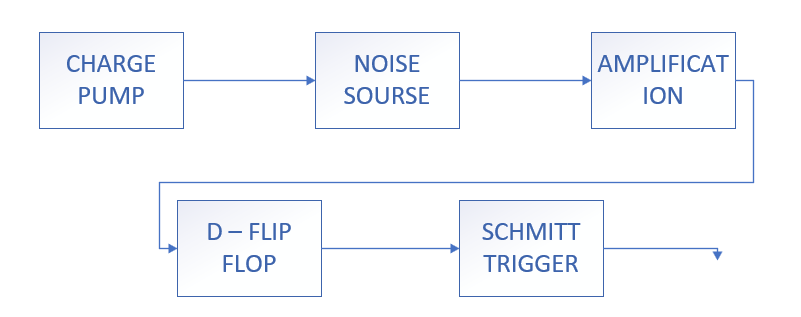 CHARGE
PUMP
NOISE
SOURSE
AMPLIFICAT
ION
D – FLIP
FLOP
SCHMITT
TRIGGER